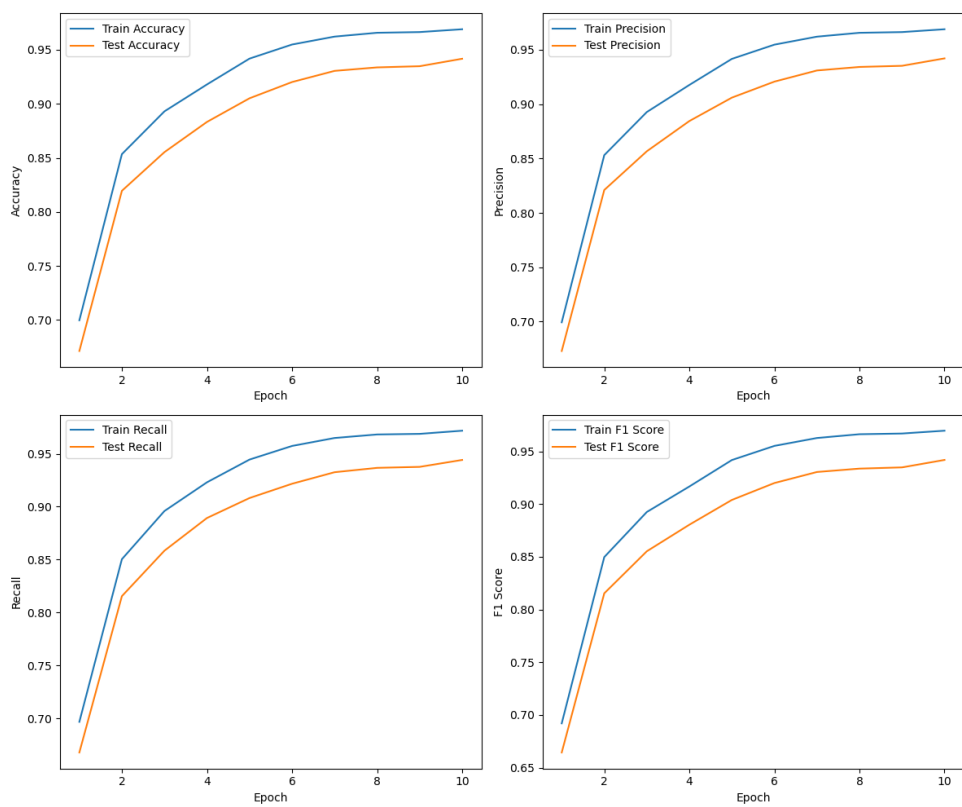 Train Accuracy
Test Accuracy
0.95
0.90
0.85
0.80
0.75
0.70
Accuracy
2 4 6 8 10
Epoch
Train Precision
Test Precision
0.95
0.90
0.85
0.80
0.75
0.70
Precision
2 4 6 8 10
Epoch
Train Recall
Test Recall
0.95
0.90
0.85
0.80
0.75
0.70
Recall
2 4 6 8 10
Epoch
Train F1 Score
Test F1 Score
0.95
0.90
0.85
0.80
0.75
0.70
0.65
F1 Score
2 4 6 8 10
Epoch